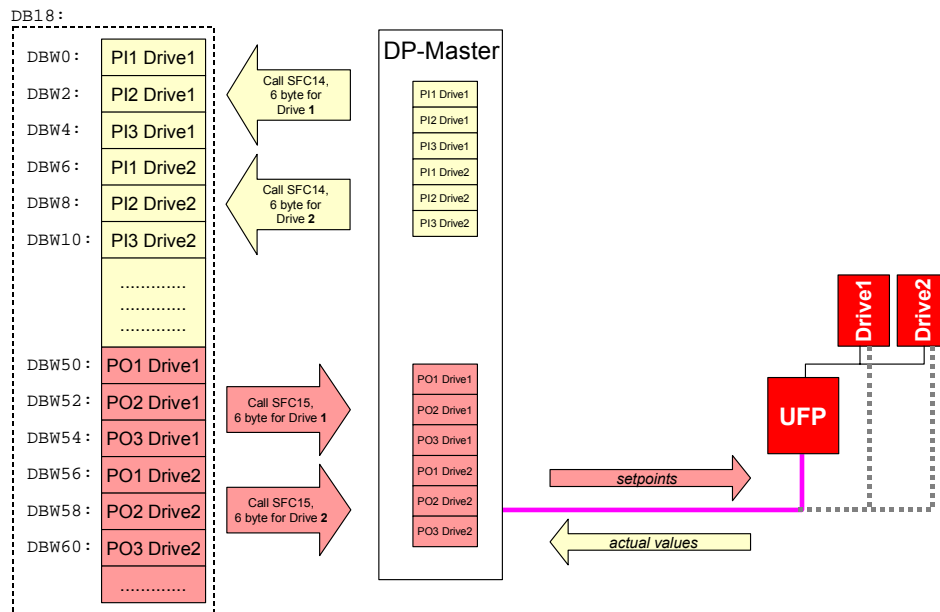 DB18:
DBW0: PI1 Drive1
DBW2: PI2 Drive1
DBW4: PI3 Drive1
DBW6: PI1 Drive2
DBW8: PI2 Drive2
DBW10: PI3 Drive2
.............
.............
.............
DBW50: PO1 Drive1
DBW52: PO2 Drive1
DBW54: PO3 Drive1
DBW56: PO1 Drive2
DBW58: PO2 Drive2
DBW60: PO3 Drive2
.............
Call SFC14,
6 byte for
Drive 1
Call SFC14,
6 byte for
Drive 2
Call SFC15,
6 byte for Drive 1
Call SFC15,
6 byte for Drive 2
DP-Master
PI1 Drive1
PI2 Drive1
PI3 Drive1
PI1 Drive2
PI2 Drive2
PI3 Drive2
PO1 Drive1
PO2 Drive1
PO3 Drive1
PO1 Drive2
PO2 Drive2
PO3 Drive2
setpoints
actual values
Drive1
Drive2
UFP